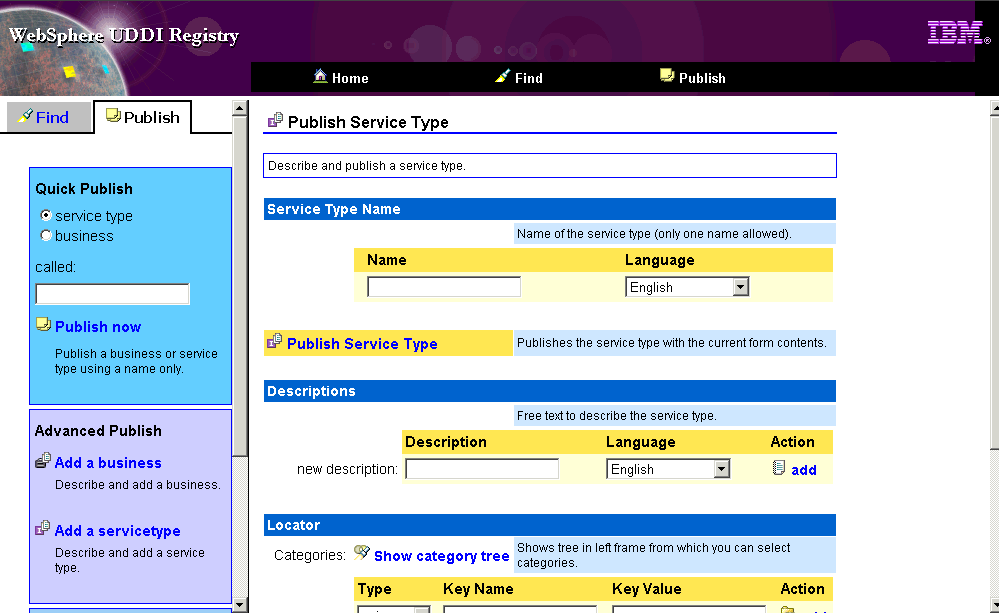 WebSphere UDDI Registry
IBM®
Home Find Publish
Find Publish
Quick Publish
service type
business
called:
Publish now
Publish a business or service
type using a name only.
Advanced Publish
Add a business
Describe and add a business.
Add a servicetype
Describe and add a service
type.
Publish Service Type
Describe and publish a service type.
Service Type Name
Name of the service type (only one name allowed).
Name Language
English
Publish Service Type Publishes the service type with the current form contents.
Descriptions
Free text to describe the service type.
Description Language Action
new description: English add
Locator
Categories: Show category tree Shows tree in left frame from which you can select
categories.
Type Key Name Key Value Action